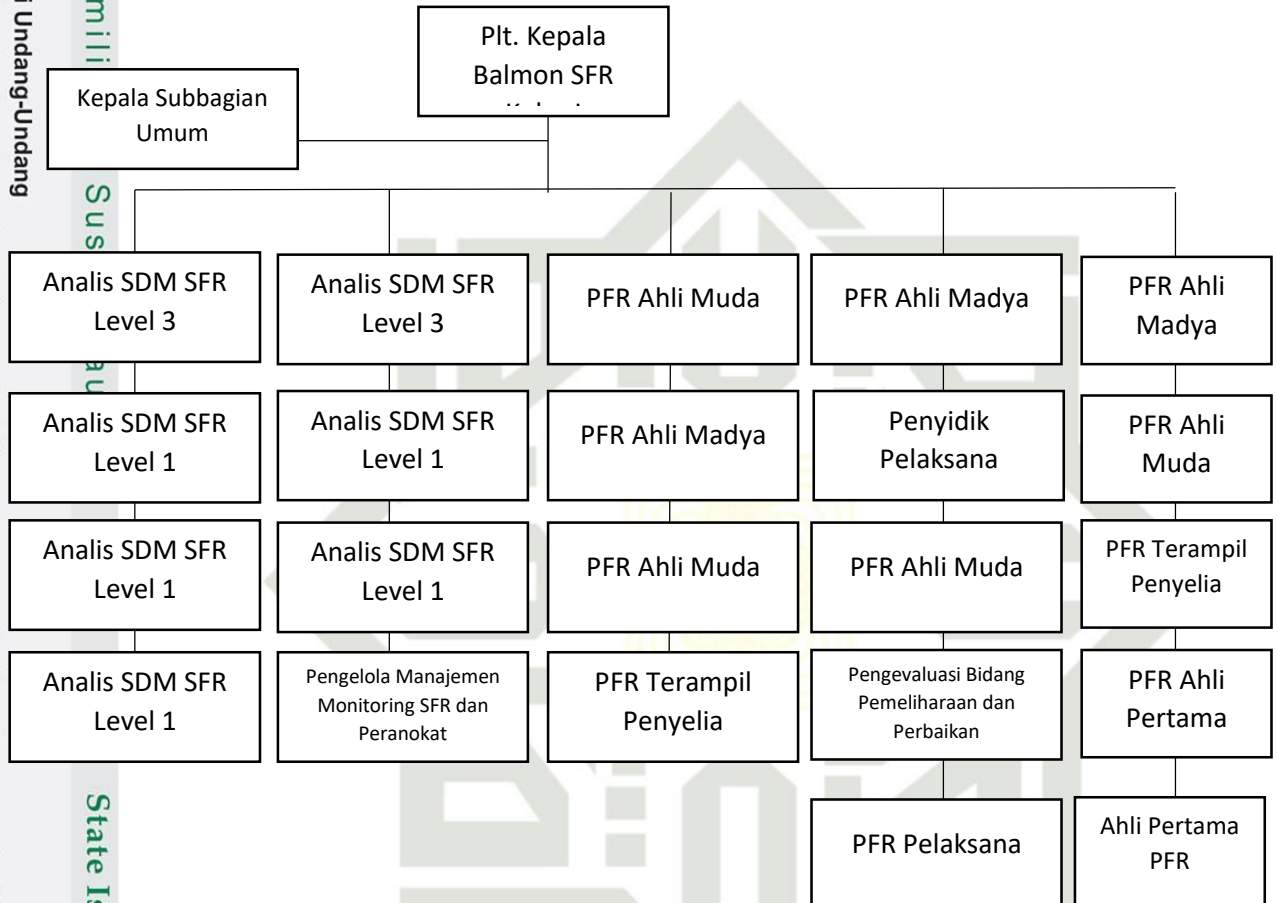 mili
i Undang-Undang
Sus
au
State Is
Plt. Kepala
Balmon SFR
Kepala Subbagian
Umum
Analis SDM SFR
Level 3
Analis SDM SFR
Level 3
PFR Ahli Muda
PFR Ahli Madya
PFR Ahli
Madya
Analis SDM SFR
Level 1
Analis SDM SFR
Level 1
PFR Ahli Madya
Penyidik
Pelaksana
PFR Ahli
Muda
Analis SDM SFR
Level 1
Analis SDM SFR
Level 1
PFR Ahli Muda
PFR Ahli Muda
PFR Terampil
Penyelia
Analis SDM SFR
Level 1
Pengelola Manajemen
Monitoring SFR dan
Peranokat
PFR Terampil
Penyelia
Pengevaluasi Bidang
Pemeliharaan dan
Perbaikan
PFR Ahli
Pertama
PFR Pelaksana
Ahli Pertama
PFR